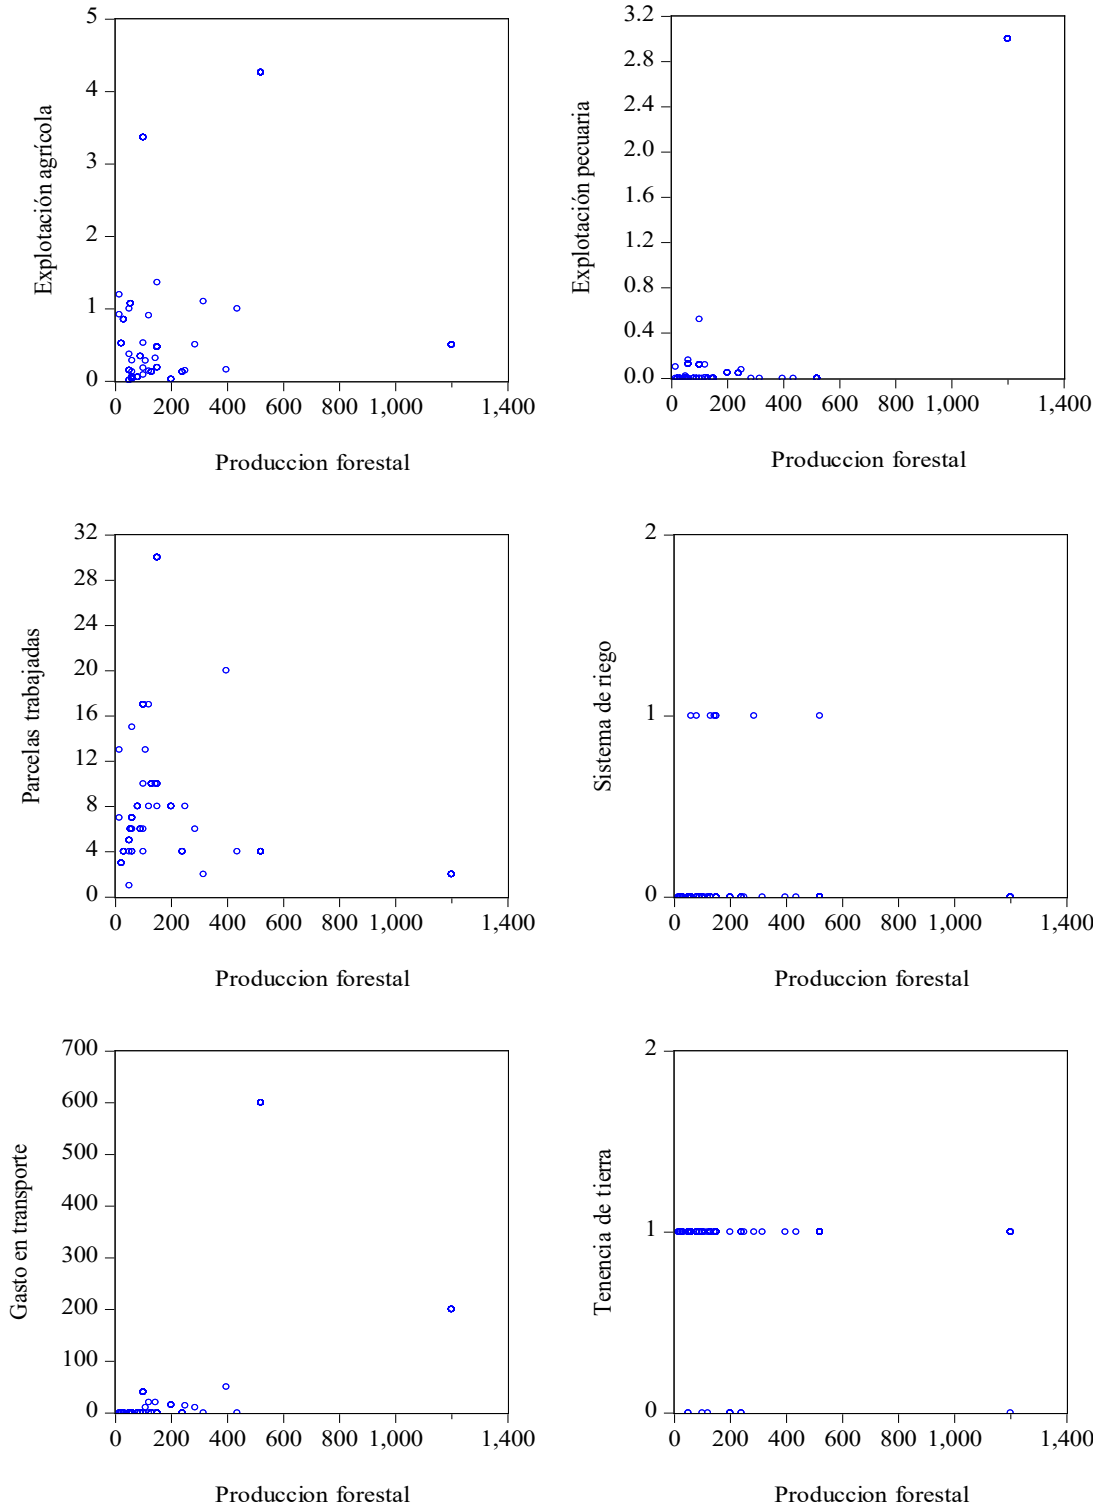 5
4
3
2
1
0
Explotación agrícola
0 200 400 600 800 1,000 1,400
Produccion forestal
3.2
2.8
2.4
2.0
1.6
1.2
0.8
0.4
0.0
Explotación pecuaria
0 200 400 600 800 1,000 1,400
Produccion forestal
32
28
24
20
16
12
8
4
0
Parcelas trabajadas
0 200 400 600 800 1,000 1,400
Produccion forestal
2
1
0
Sistema de riego
0 200 400 600 800 1,000 1,400
Produccion forestal
700
600
500
400
300
200
100
0
Gasto en transporte
0 200 400 600 800 1,000 1,400
Produccion forestal
2
1
0
Tenencia de tierra
0 200 400 600 800 1,000 1,400
Produccion forestal